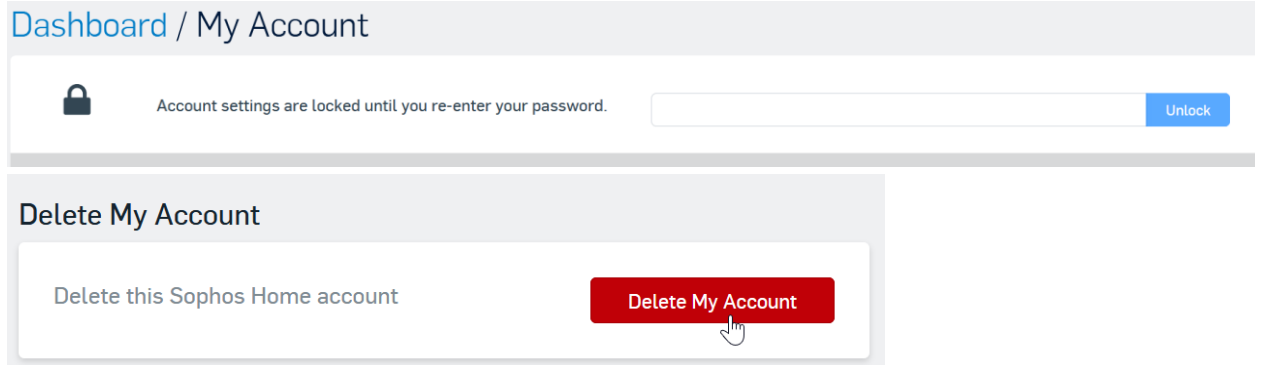 Dashboard / My Account
Account settings are locked until you re-enter your password.
Unlock
Delete My Account
Delete this Sophos Home account
Delete My Account